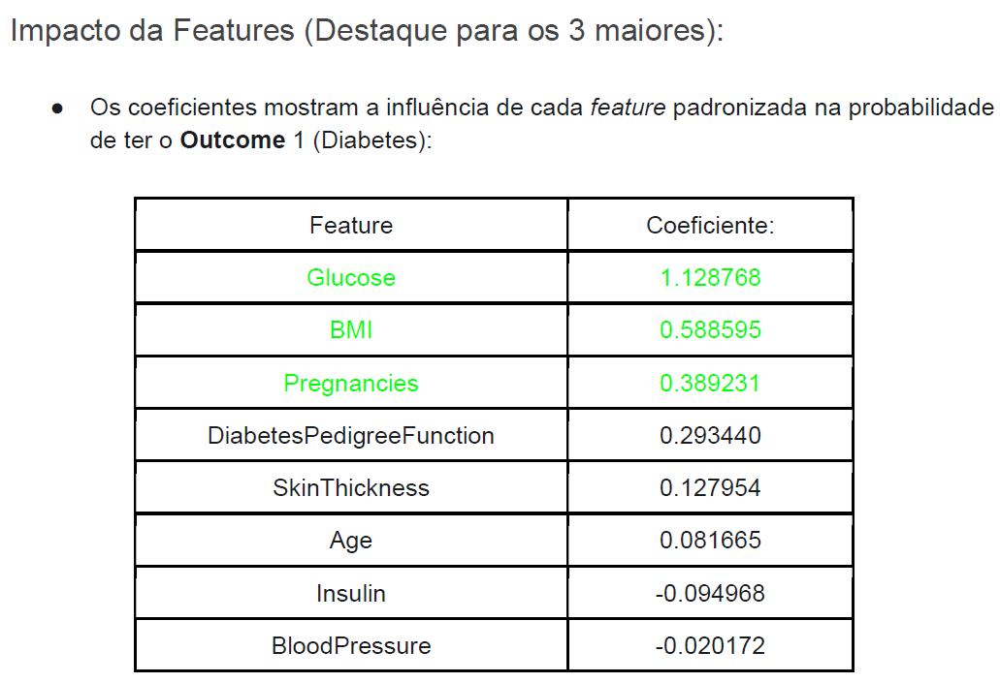 Impacto da Features (Destaque para os 3 maiores):
● Os coeficientes mostram a influência de cada feature padronizada na probabilidade
de ter o Outcome 1 (Diabetes):
Feature Coeficiente:
Glucose 1.128768
BMI 0.588595
Pregnancies 0.389231
DiabetesPedigreeFunction 0.293440
SkinThickness 0.127954
Age 0.081665
Insulin -0.094968
BloodPressure -0.020172